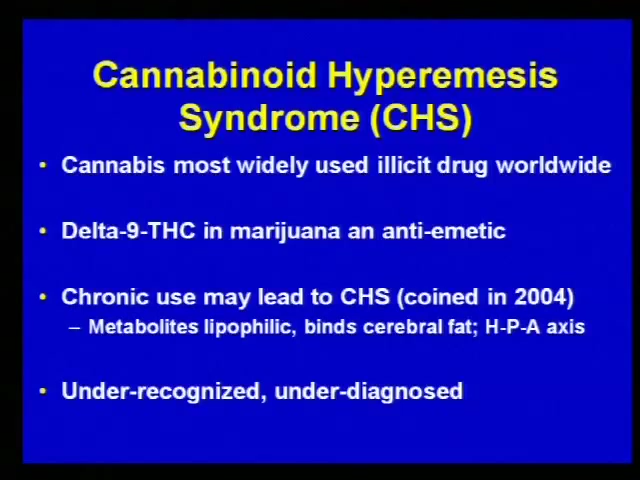 Cannabinoid Hyperemesis
Syndrome (CHS)
• Cannabis most widely used illicit drug worldwide
• Delta-9-THC in marijuana an anti-emetic
• Chronic use may lead to CHS (coined in 2004)
– Metabolites lipophilic, binds cerebral fat; H-P-A axis
• Under-recognized, under-diagnosed